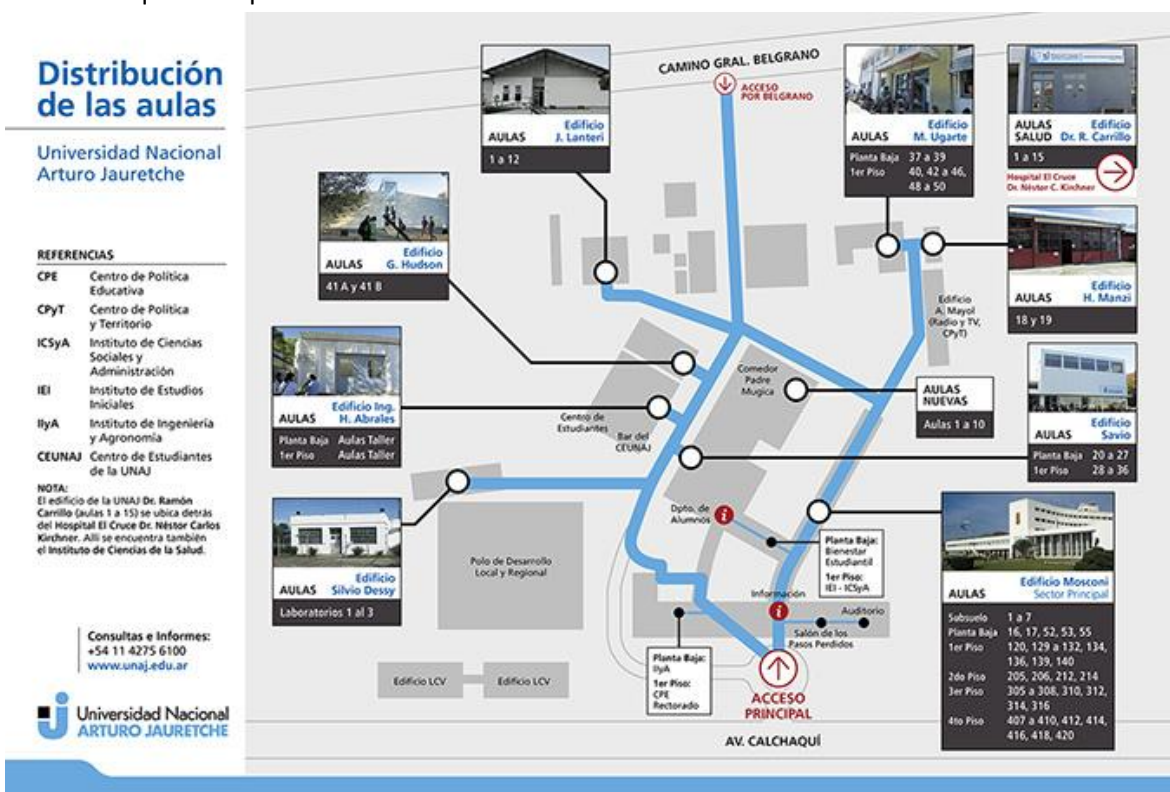 Distribución
de las aulas
Universidad Nacional
Arturo Jauretche
REFERENCIAS
CPE Centro de Política
Educativa
CPyT Centro de Política
y Territorio
ICSyA Instituto de Ciencias
Sociales y
Administración
IEI Instituto de Estudios
Iniciales
IIyA Instituto de Ingeniería
y Agronomía
CEUNAJ Centro de Estudiantes
de la UNAJ
NOTA:
El edificio de la UNAJ Dr. Ramón
Carrillo (aulas 1 a 15) se ubica detrás
del Hospital El Cruce Dr. Néstor Carlos
Kirchner. Allí se encuentra también
el Instituto de Ciencias de la Salud.
Consultas e Informes:
+54 11 4275 6100
www.unaj.edu.ar
Universidad Nacional
ARTURO JAURETCHE
CAMINO GRAL. BELGRANO
ACCESO
POR BELGRANO
AULAS Edificio
J. Lanteri
1 a 12
AULAS Edificio
M. Ugarte
Planta Baja 37 a 39
1er Piso 40, 42 a 46,
48 a 50
AULAS Edificio
SALUD Dr. R. Carrillo
1 a 15
Hospital El Cruce
Dr. Néstor C. Kirchner
AULAS Edificio
G. Hudson
41 A y 41 B
AULAS Edificio
H. Manzi
18 y 19
Edificio
A. Mayol
(Radio y TV,
CPyT)
AULAS Edificio Ing.
H. Abrales
Planta Baja Aulas Taller
1er Piso Aulas Taller
Comedor
Padre
Mugica
AULAS
NUEVAS
Aulas 1 a 10
AULAS Edificio
Savio
Planta Baja 20 a 27
1er Piso 28 a 36
Centro de
Estudiantes
Bar del
CEUNAJ
AULAS Edificio
Silvio Dessy
Laboratorios 1 al 3
Dpto. de
Alumnos
Planta Baja:
Bienestar
Estudiantil
1er Piso:
IEI - ICSyA
Polo de Desarrollo
Local y Regional
AULAS Edificio Mosconi
Sector Principal
Subsuelo 1 a 7
Planta Baja 16, 17, 52, 53, 55
1er Piso 120, 129 a 132, 134,
136, 139, 140
2do Piso 205, 206, 212, 214
3er Piso 305 a 308, 310, 312,
314, 316
4to Piso 407 a 410, 412, 414,
416, 418, 420
Información
Auditorio
Salón de los
Pasos Perdidos
Planta Baja:
IIyA
1er Piso:
CPE
Rectorado
Edificio LCV
Edificio LCV
ACCESO
PRINCIPAL
AV. CALCHAQUÍ